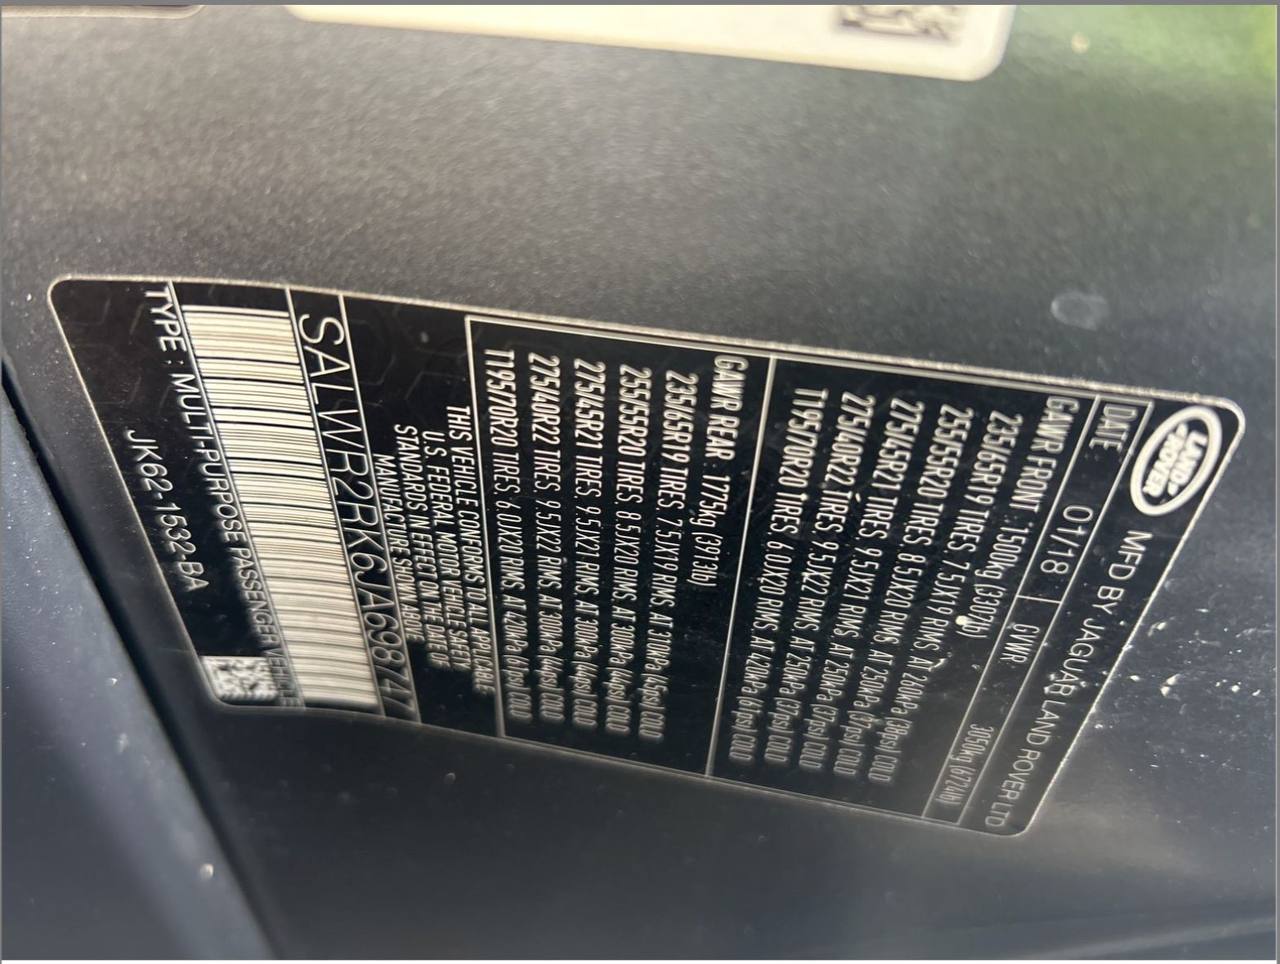 LAND ROVER
MFD BY JAGUAR LAND ROVER LTD
DATE 01/18 GWR 3050kg (6724lb)
GAWR FRONT :1500kg (3307lb)
235/65R19 TIRES 7.5JX19 RIMS AT 260kPa (38psi) COLD
255/55R20 TIRES 8.5JX20 RIMS AT 250kPa (37psi) COLD
275/45R21 TIRES 9.5JX21 RIMS AT 250kPa (37psi) COLD
275/40R22 TIRES 9.5JX22 RIMS AT 250kPa (37psi) COLD
T195/70R20 TIRES 6.0JX20 RIMS AT 420kPa (61psi) COLD
GAWR REAR :1775kg (3913lb)
235/65R19 TIRES 7.5JX19 RIMS AT 310kPa (45psi) COLD
255/55R20 TIRES 8.5JX20 RIMS AT 300kPa (44psi) COLD
275/45R21 TIRES 9.5JX21 RIMS AT 300kPa (44psi) COLD
275/40R22 TIRES 9.5JX22 RIMS AT 300kPa (44psi) COLD
T195/70R20 TIRES 6.0JX20 RIMS AT 420kPa (61psi) COLD
THIS VEHICLE CONFORMS TO ALL APPLICABLE
U.S. FEDERAL MOTOR VEHICLE SAFETY
STANDARDS IN EFFECT ON THE DATE OF
MANUFACTURE SHOWN ABOVE
SALWR2RK6JA698747
TYPE : MULTI-PURPOSE PASSENGER VEHICLE
JK62-1532-BA